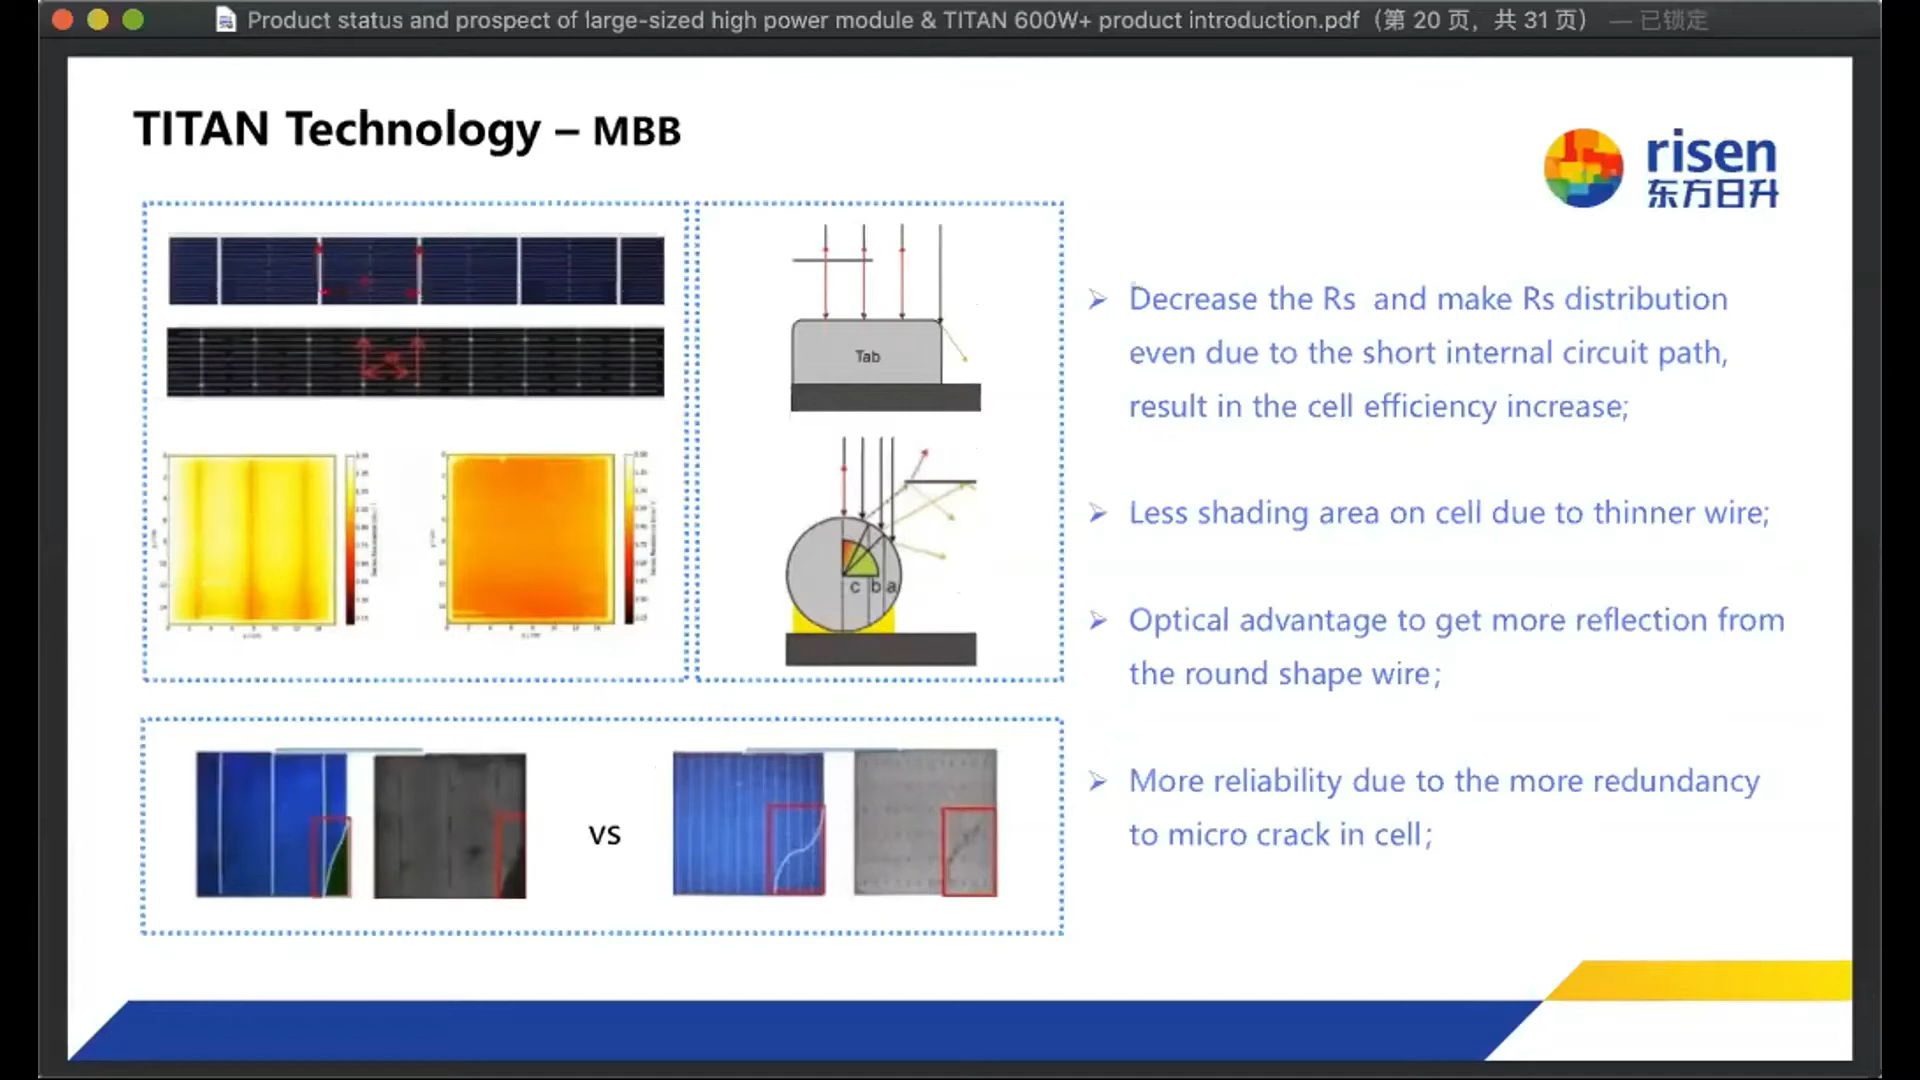 Product status and prospect of large-sized high power module & TITAN 600W+ product introduction.pdf（第 20 页，共 31 页） — 已锁定
TITAN Technology – MBB
risen
东方日升
Tab
c b a
Decrease the Rs and make Rs distribution
even due to the short internal circuit path,
result in the cell efficiency increase;
Less shading area on cell due to thinner wire;
Optical advantage to get more reflection from
the round shape wire;
More reliability due to the more redundancy
to micro crack in cell;
VS